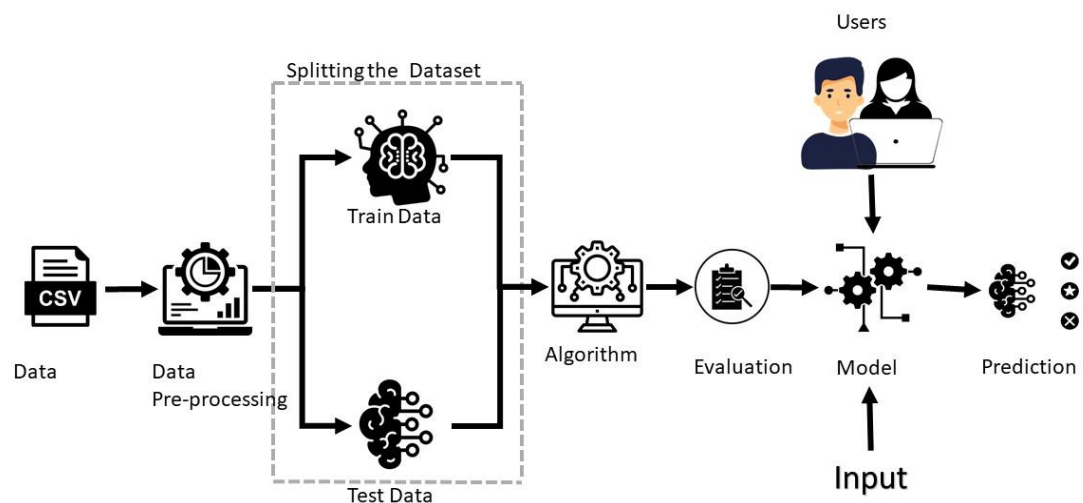 Users
Splitting the Dataset
Train Data
CSV
Data
Data
Pre-processing
Test Data
Algorithm
Evaluation
Model
Prediction
Input